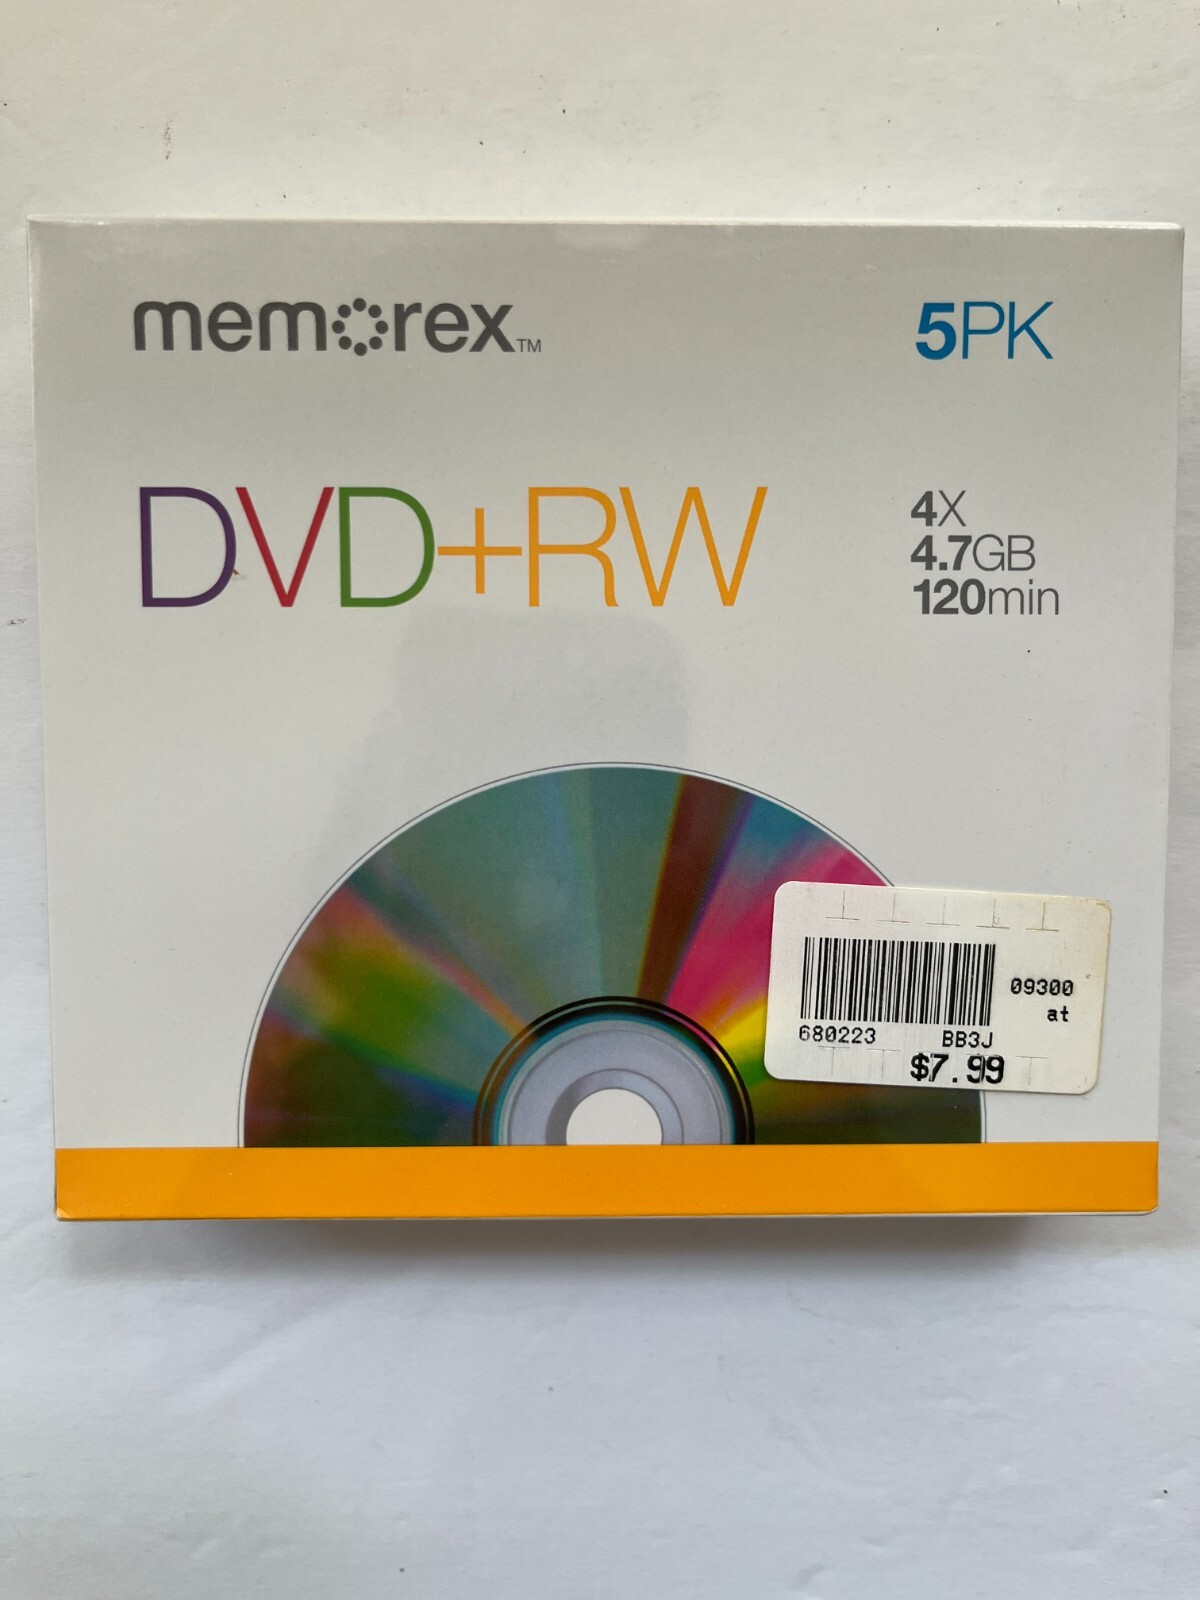 memorex™
5PK
DVD+RW
4X
4.7GB
120min
09300
at
680223 BB3J
$7.99